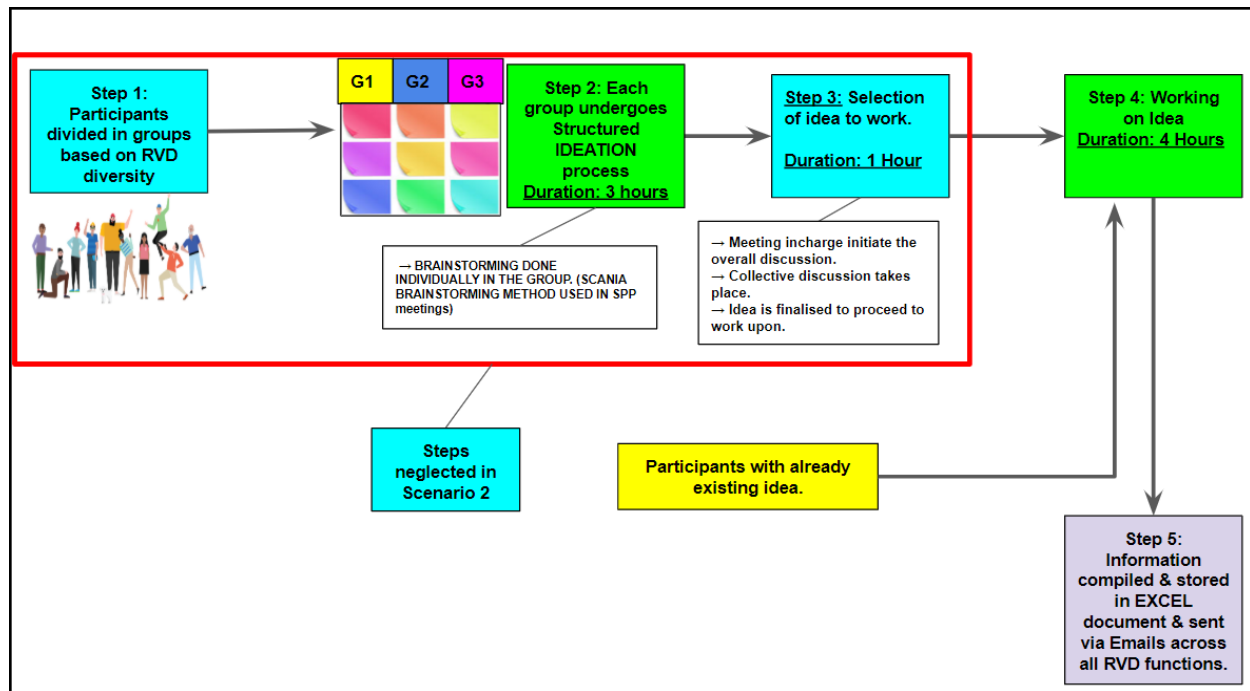 Step 1:
Participants
divided in groups
based on RVD
diversity
G1
G2
G3
Step 2: Each
group undergoes
Structured
IDEATION
process
Duration: 3 hours
Step 3: Selection
of idea to work.
Duration: 1 Hour
Step 4: Working
on Idea
Duration: 4 Hours
→ BRAINSTORMING DONE
INDIVIDUALLY IN THE GROUP. (SCANIA
BRAINSTORMING METHOD USED IN SPP
meetings)
→ Meeting incharge initiate the
overall discussion.
→ Collective discussion takes
place.
→ Idea is finalised to proceed to
work upon.
Steps
neglected in
Scenario 2
Participants with already
existing idea.
Step 5:
Information
compiled & stored
in EXCEL
document & sent
via Emails across
all RVD functions.